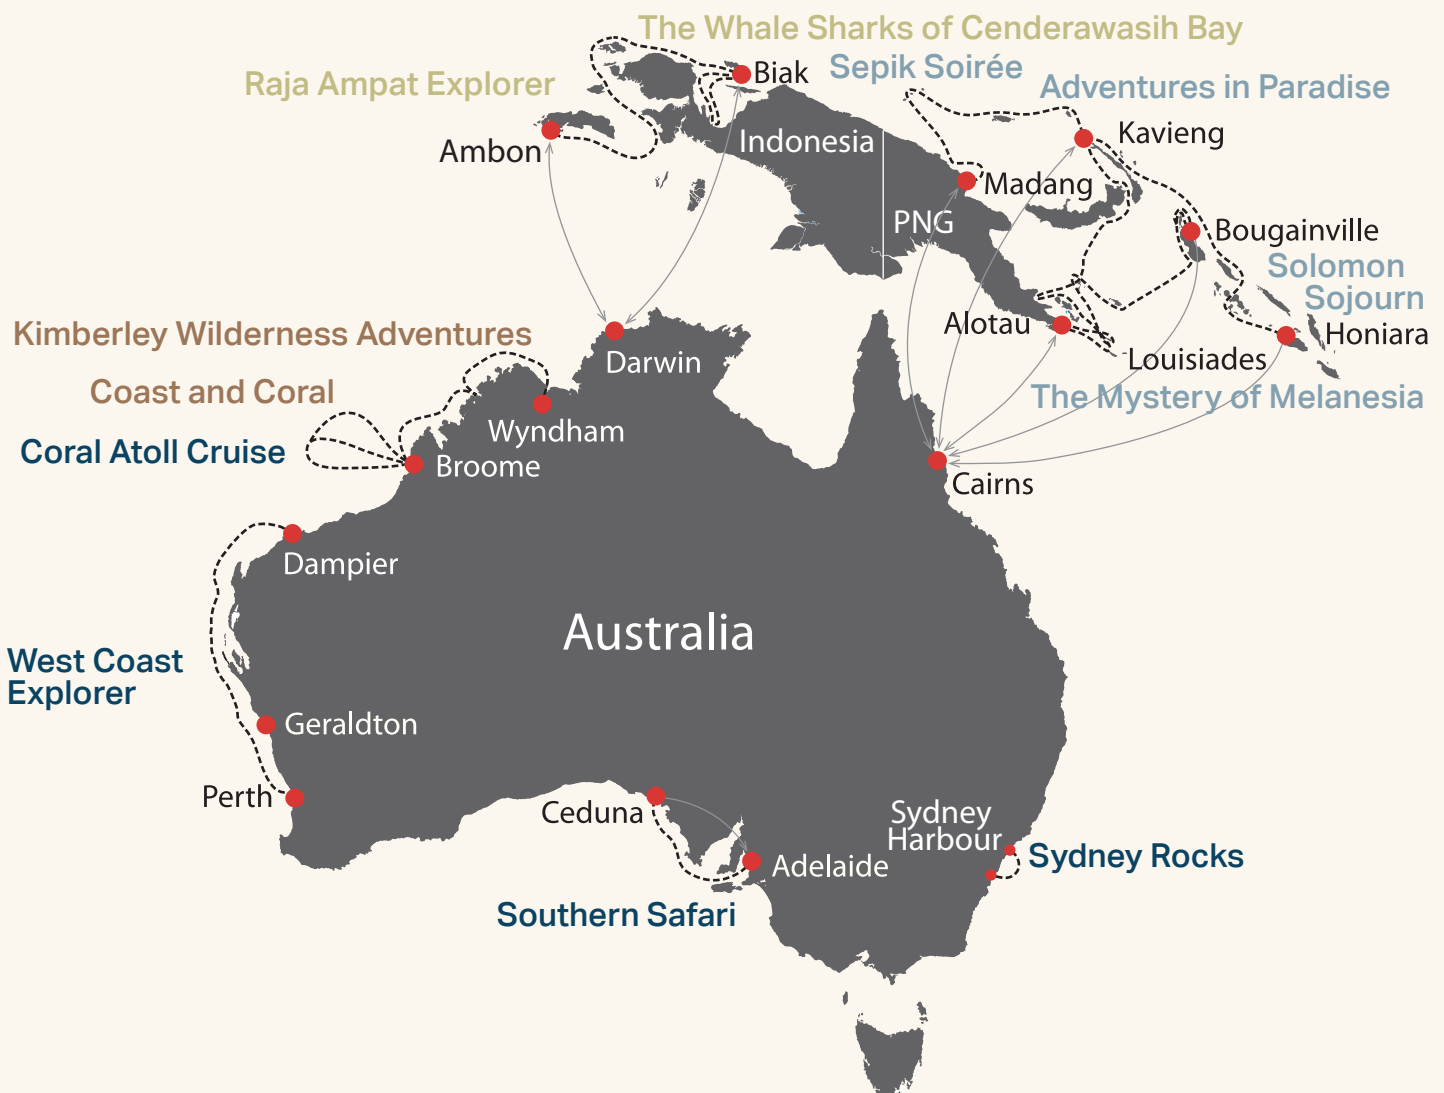 The Whale Sharks of Cenderawasih Bay
Raja Ampat Explorer
Biak
Sepik Soirée
Adventures in Paradise
Ambon
Indonesia
Kavieng
Madang
PNG
Bougainville
Solomon
Sojourn
Kimberley Wilderness Adventures
Darwin
Alotau
Louisiades
Honiara
Coast and Coral
The Mystery of Melanesia
Wyndham
Coral Atoll Cruise
Broome
Cairns
Dampier
Australia
West Coast
Explorer
Geraldton
Perth
Ceduna
Sydney
Harbour
Adelaide
Sydney Rocks
Southern Safari